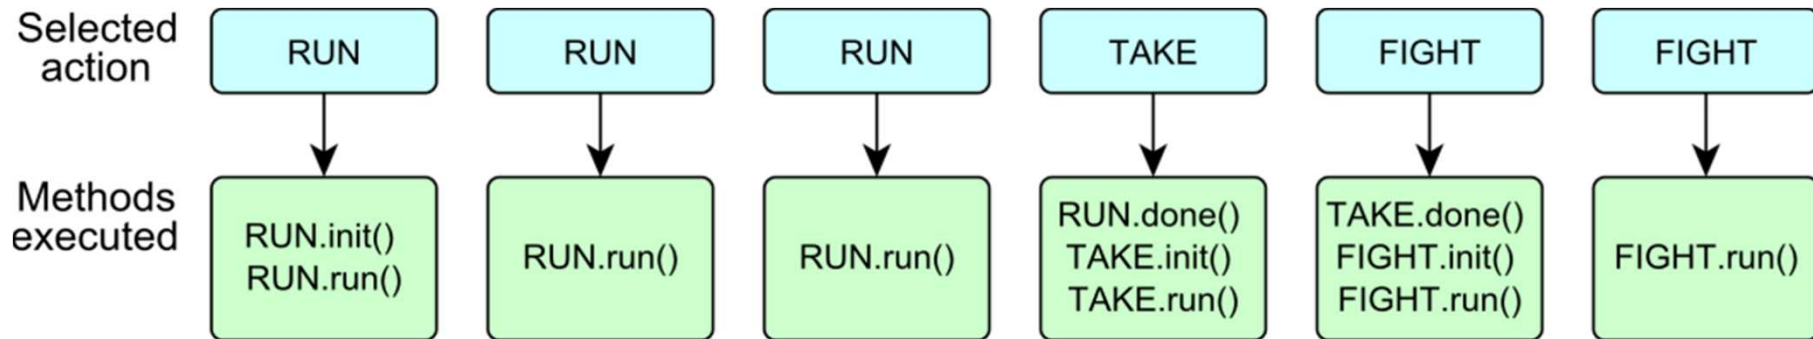 Selected
action
RUN
RUN
RUN
TAKE
FIGHT
FIGHT
Methods
executed
RUN.init()
RUN.run()
RUN.run()
RUN.run()
RUN.done()
TAKE.init()
TAKE.run()
TAKE.done()
FIGHT.init()
FIGHT.run()
FIGHT.run()